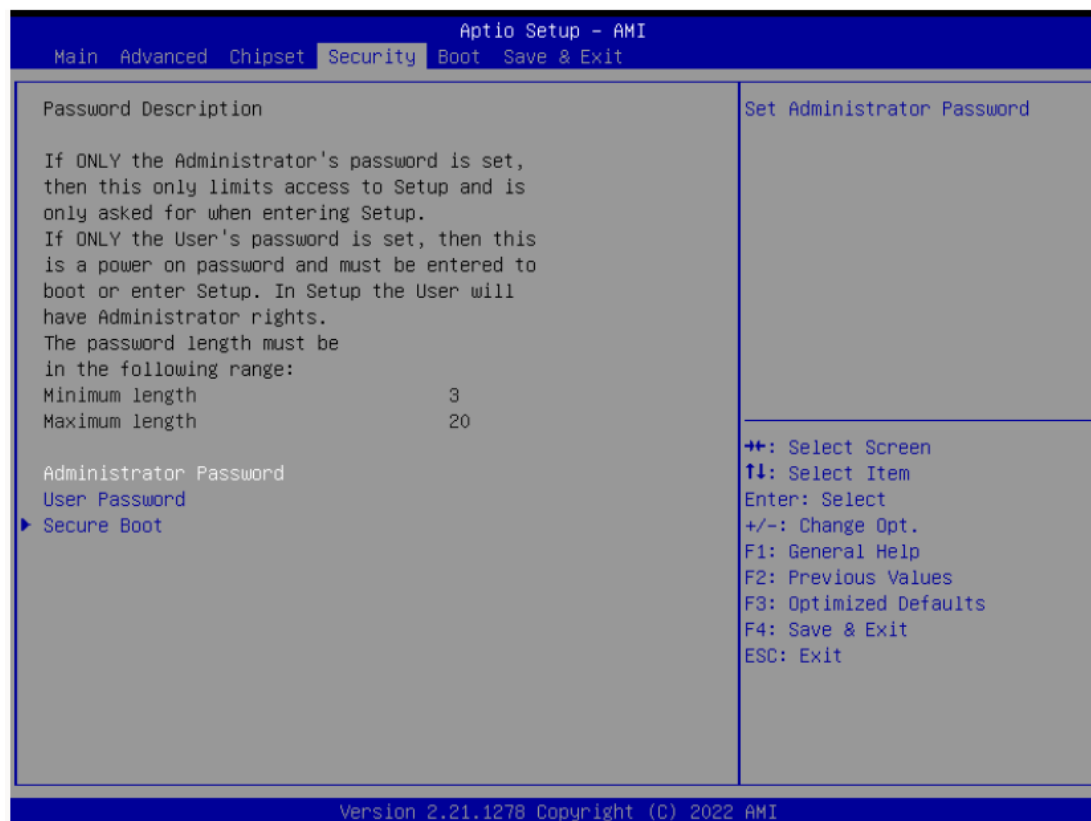 Aptio Setup - AMI
Main Advanced Chipset Security Boot Save & Exit
Password Description
If ONLY the Administrator's password is set,
then this only limits access to Setup and is
only asked for when entering Setup.
If ONLY the User's password is set, then this
is a power on password and must be entered to
boot or enter Setup. In Setup the User will
have Administrator rights.
The password length must be
in the following range:
Minimum length 3
Maximum length 20
Administrator Password
User Password
Secure Boot
Set Administrator Password
→←: Select Screen
↑↓: Select Item
Enter: Select
+/-: Change Opt.
F1: General Help
F2: Previous Values
F3: Optimized Defaults
F4: Save & Exit
ESC: Exit
Version 2.21.1278 Copyright (C) 2022 AMI